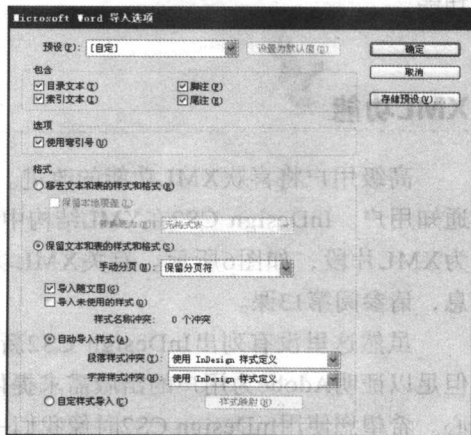 Microsoft Word 导入选项
预设(P): [自定]
设置为默认值(D)
确定
取消
存储预设(V)...
包含
目录文本(T)
脚注(F)
索引文本(I)
尾注(E)
选项
使用弯引号(U)
格式
移去文本和表的样式和格式(R)
保留本地覆盖
无格式表
保留文本和表的样式和格式(S)
手动分页(B): 保留分页符
导入随文图(G)
导入未使用的样式(O)
样式名称冲突: 0 个冲突
自动导入样式(A)
段落样式冲突(Y): 使用 InDesign 样式定义
字符样式冲突(W): 使用 InDesign 样式定义
自定样式导入(C)
样式映射(M)...